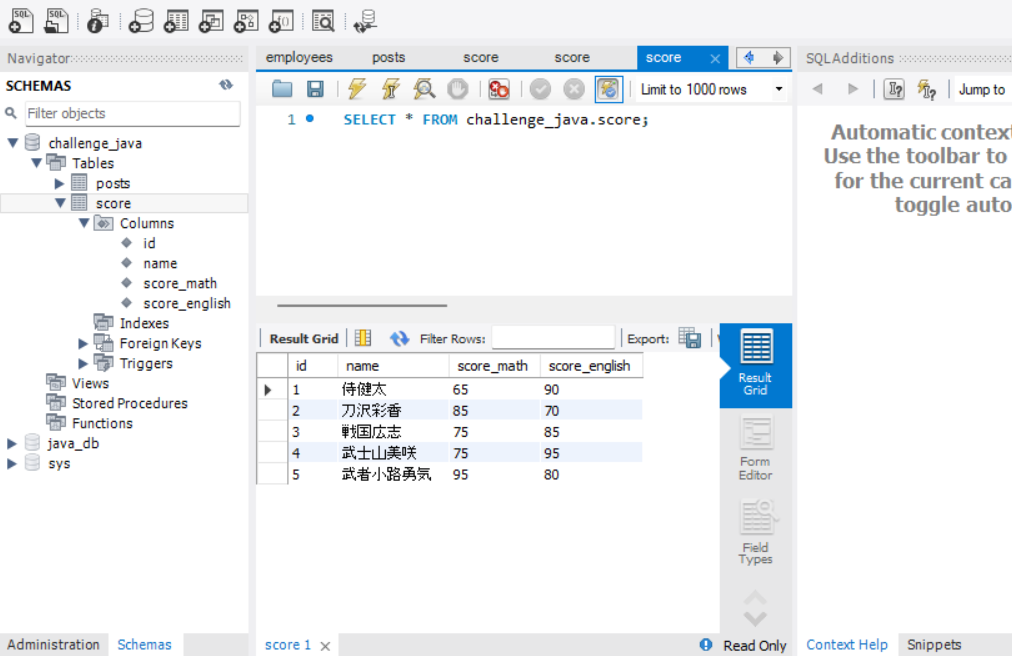 Navigator
SCHEMAS
Filter objects
challenge_java
Tables
posts
score
Columns
id
name
score_math
score_english
Indexes
Foreign Keys
Triggers
Views
Stored Procedures
Functions
java_db
sys
Administration Schemas
employees posts score score score
Limit to 1000 rows
1 SELECT * FROM challenge_java.score;
Result Grid Filter Rows: Export:
id name score_math score_english
1 侍健太 65 90
2 刀沢彩香 85 70
3 戦国広志 75 85
4 武士山美咲 75 95
5 武者小路勇気 95 80
Result Grid
Form Editor
Field Types
score 1
Read Only
SQLAdditions
Jump to
Automatic context
Use the toolbar to
for the current ca
toggle auto
Context Help Snippets